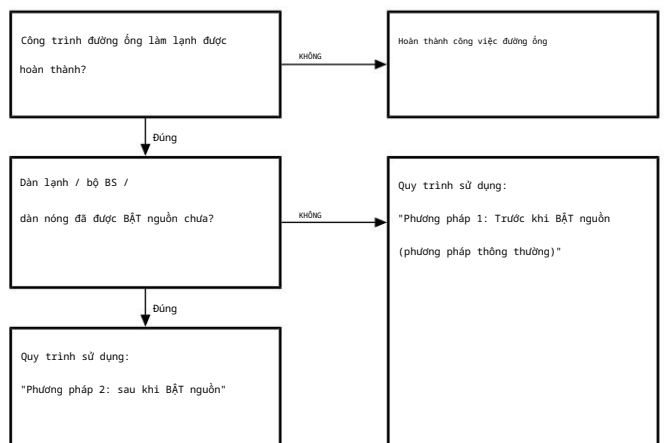 Công trình đường ống làm lạnh được
hoàn thành?
KHÔNG
Hoàn thành công việc đường ống
Đúng
Dàn lạnh / bộ BS /
dàn nóng đã được BẬT nguồn chưa?
KHÔNG
Quy trình sử dụng:
"Phương pháp 1: Trước khi BẬT nguồn
(phương pháp thông thường)"
Đúng
Quy trình sử dụng:
"Phương pháp 2: sau khi BẬT nguồn"